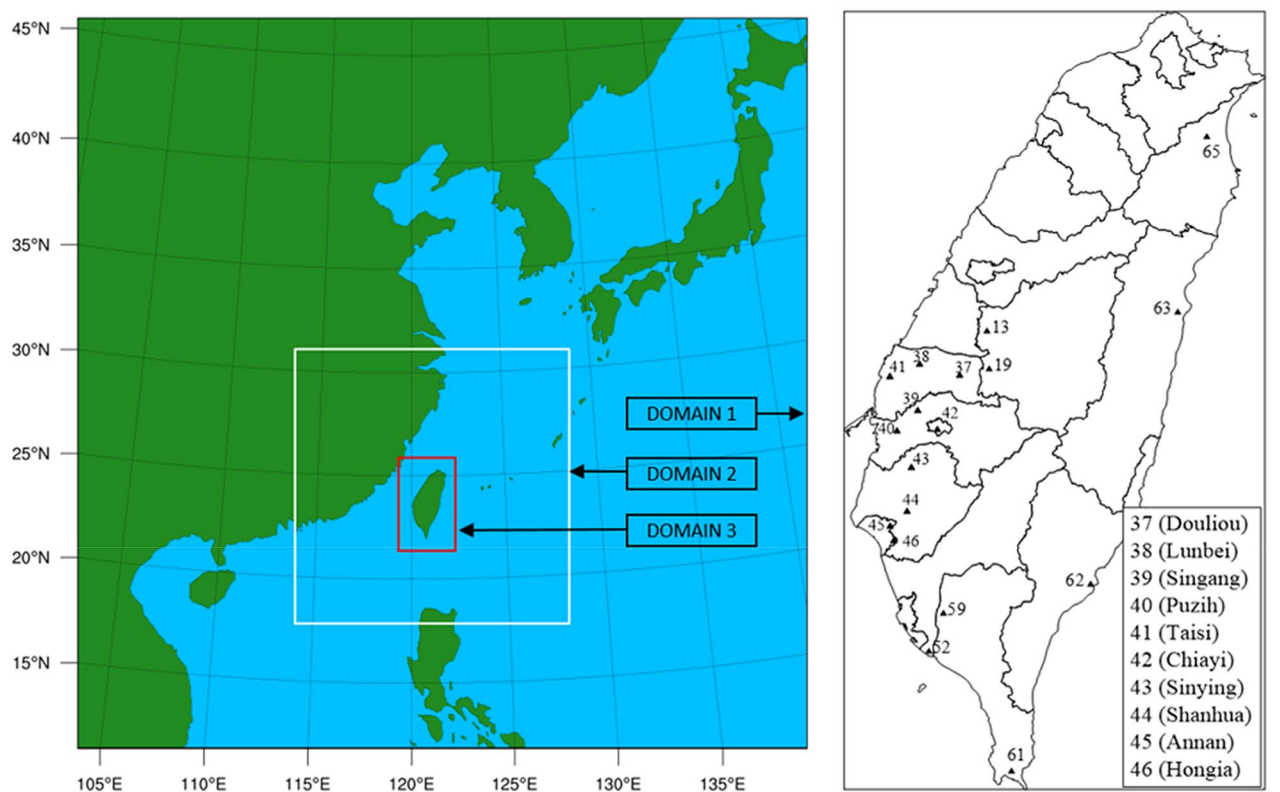 45°N
40°N
35°N
30°N
25°N
20°N
15°N
105°E
110°E
115°E
120°E
125°E
130°E
135°E
DOMAIN 1
DOMAIN 2
DOMAIN 3
65
63
13
19
41
38
37
39
42
40
43
44
45
46
62
59
52
61
37 (Douliou)
38 (Lunbei)
39 (Singang)
40 (Puzih)
41 (Taisi)
42 (Chiayi)
43 (Sinying)
44 (Shanhua)
45 (Annan)
46 (Hongia)